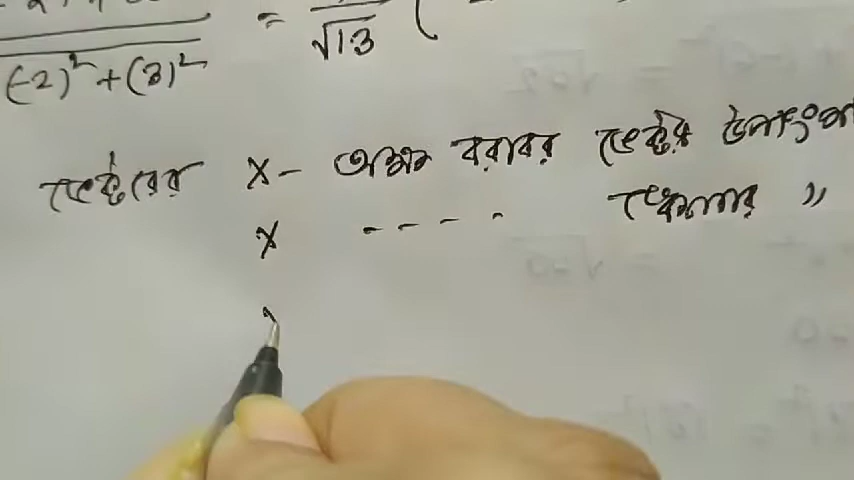 = 
(-2)² + (3)²
√13 (
ভেক্টরের x - অক্ষ বরাবর ভেক্টর উপাংশ
x - - - - স্কেলার "